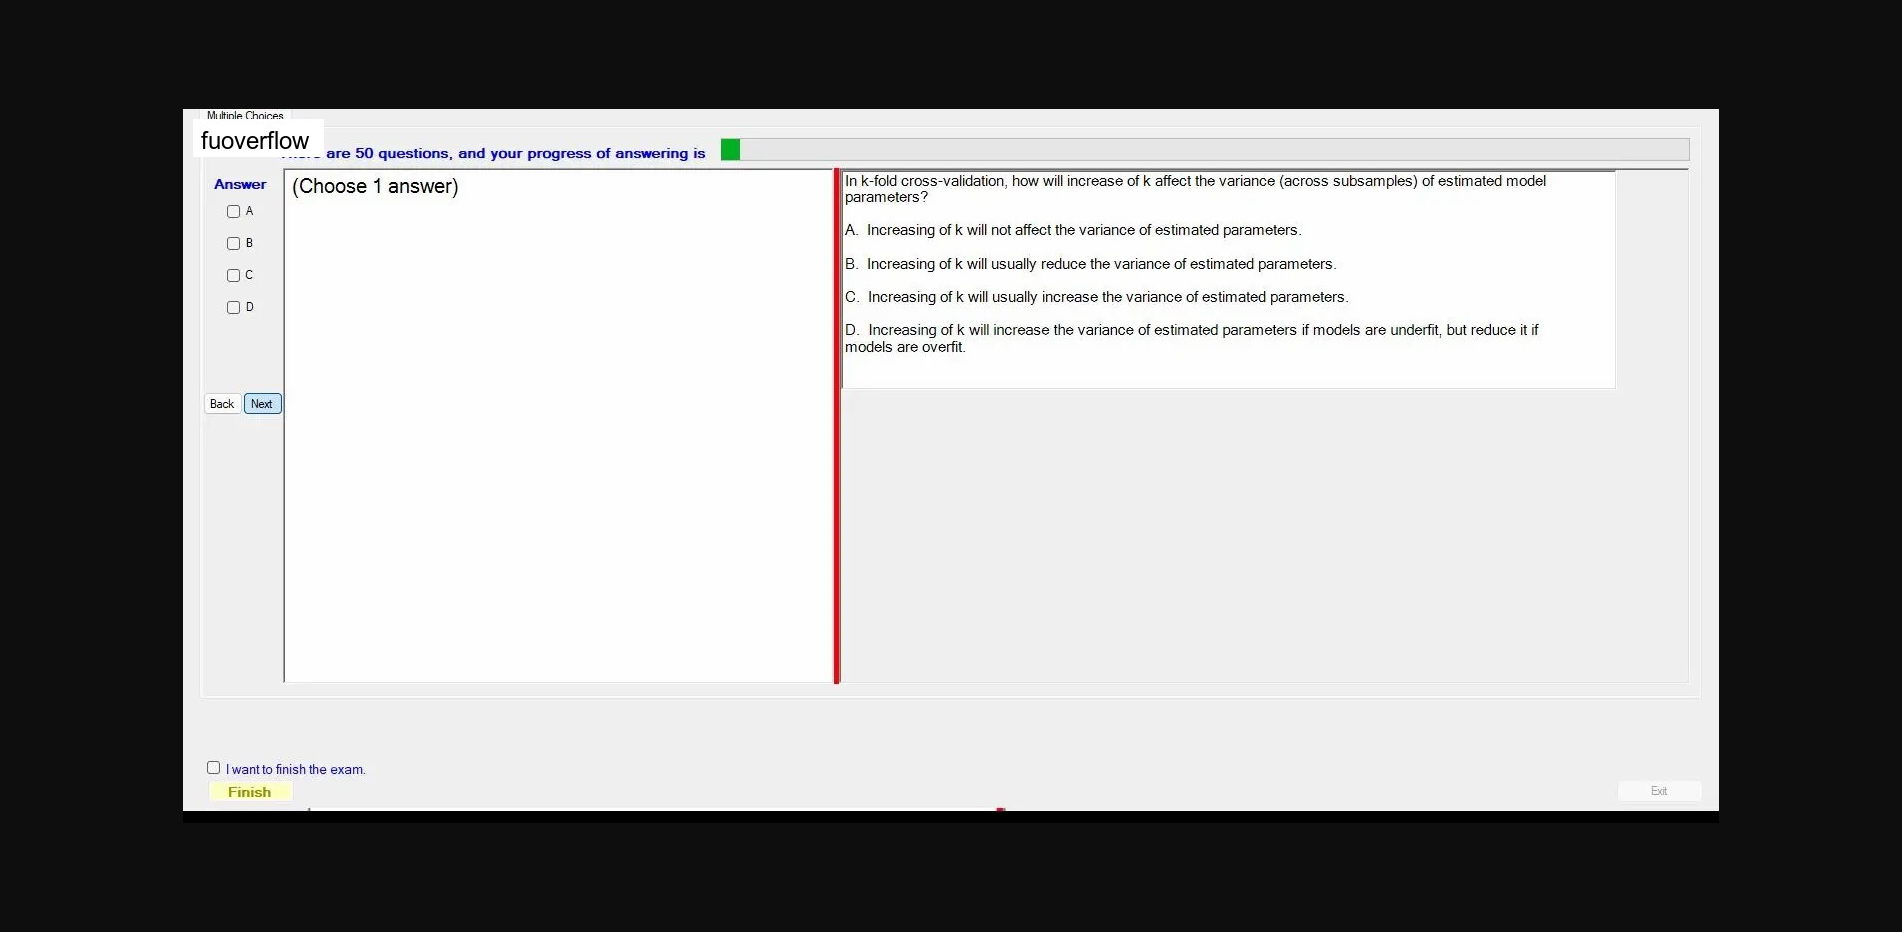 Multiple Choices
fuoverflow
are 50 questions, and your progress of answering is
Answer
(Choose 1 answer)
A
B
C
D
Back
Next
In k-fold cross-validation, how will increase of k affect the variance (across subsamples) of estimated model
parameters?
A. Increasing of k will not affect the variance of estimated parameters.
B. Increasing of k will usually reduce the variance of estimated parameters.
C. Increasing of k will usually increase the variance of estimated parameters.
D. Increasing of k will increase the variance of estimated parameters if models are underfit, but reduce it if
models are overfit.
I want to finish the exam.
Finish
Exit